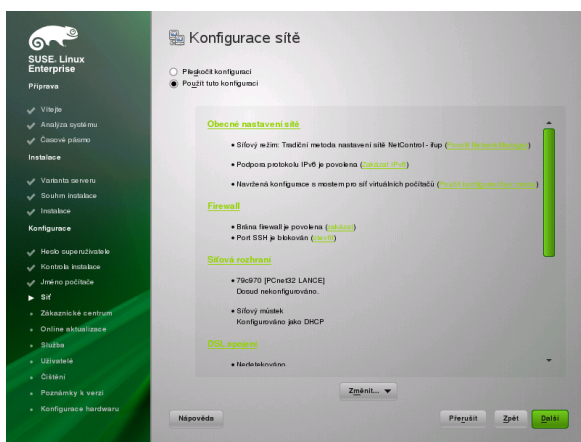 SUSE. Linux
Enterprise
Příprava
Vítejte
Analýza systému
Časové pásmo
Instalace
Varianta serveru
Souhrn instalace
Instalace
Konfigurace
Heslo superuživatele
Kontrola instalace
Jméno počítače
Síť
Zákaznické centrum
Online aktualizace
Služba
Uživatelé
Čištění
Poznámky k verzi
Konfigurace hardwaru
Konfigurace sítě
Přeskočit konfiguraci
Použít tuto konfiguraci
Obecné nastavení sítě
Síťový režim: Tradiční metoda nastavení sítě NetControl - ifup (
Podpora protokolu IPv6 je povolena (Zakázat IPv6)
Navržená konfigurace s mostem pro síť virtuálních počítačů (
Firewall
Brána firewall je povolena (zakázat)
Port SSH je blokován (otevřít)
Síťová rozhraní
79c970 [PCnet32 LANCE]
Dosud nekonfigurováno.
Síťový můstek
Konfigurováno jako DHCP
DSL spojení
Nedetekováno
Změnit...
Nápověda
Přerušit
Zpět
Další